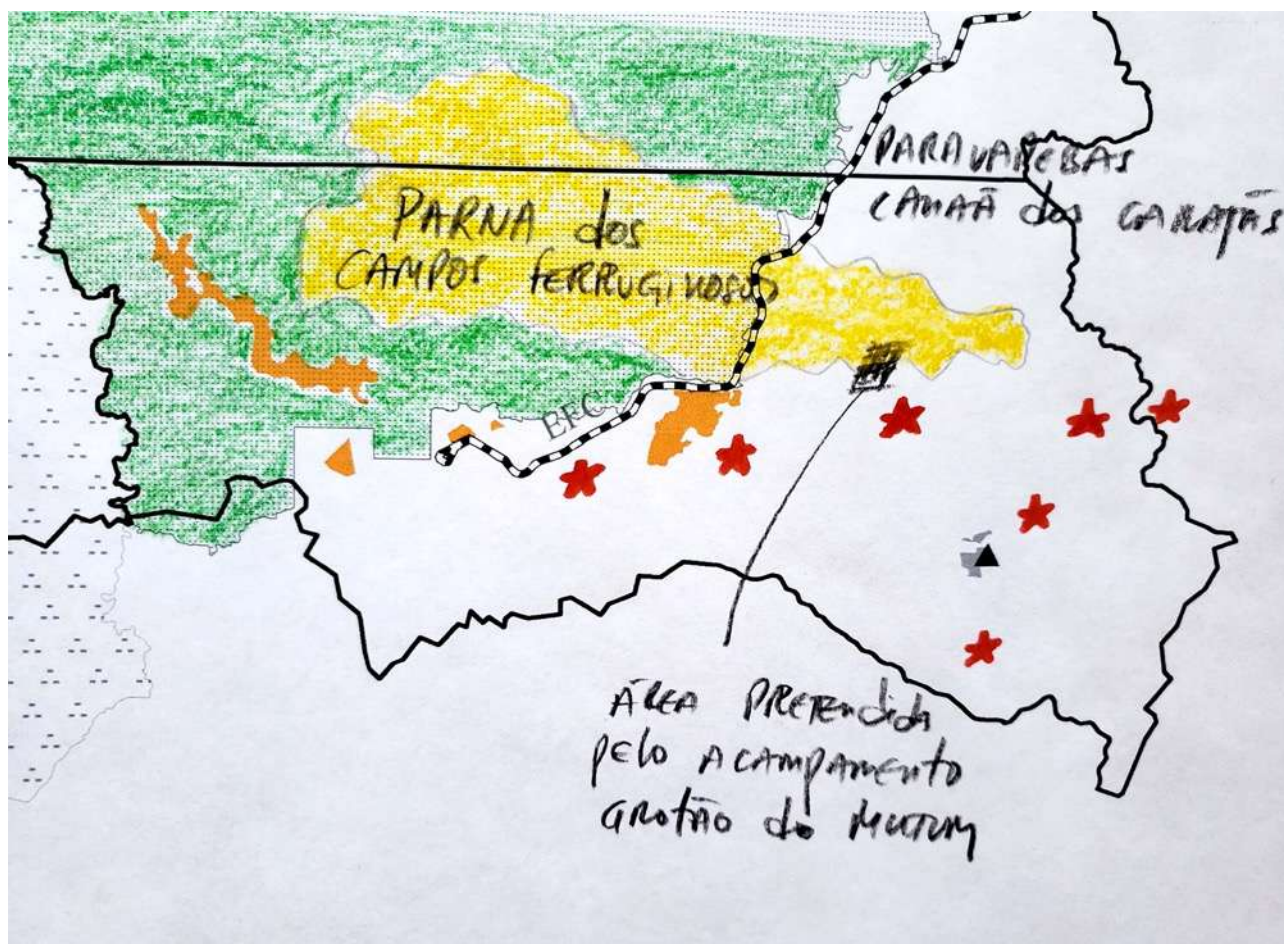 PARAUAPEBAS
CANAÃ dos CARAJÁS
PARNA dos
CAMPOS FERRUGINOSOS
EFC
ÁREA PRETENDIDA
PELO ACAMPAMENTO
GROTÃO do MUTUM